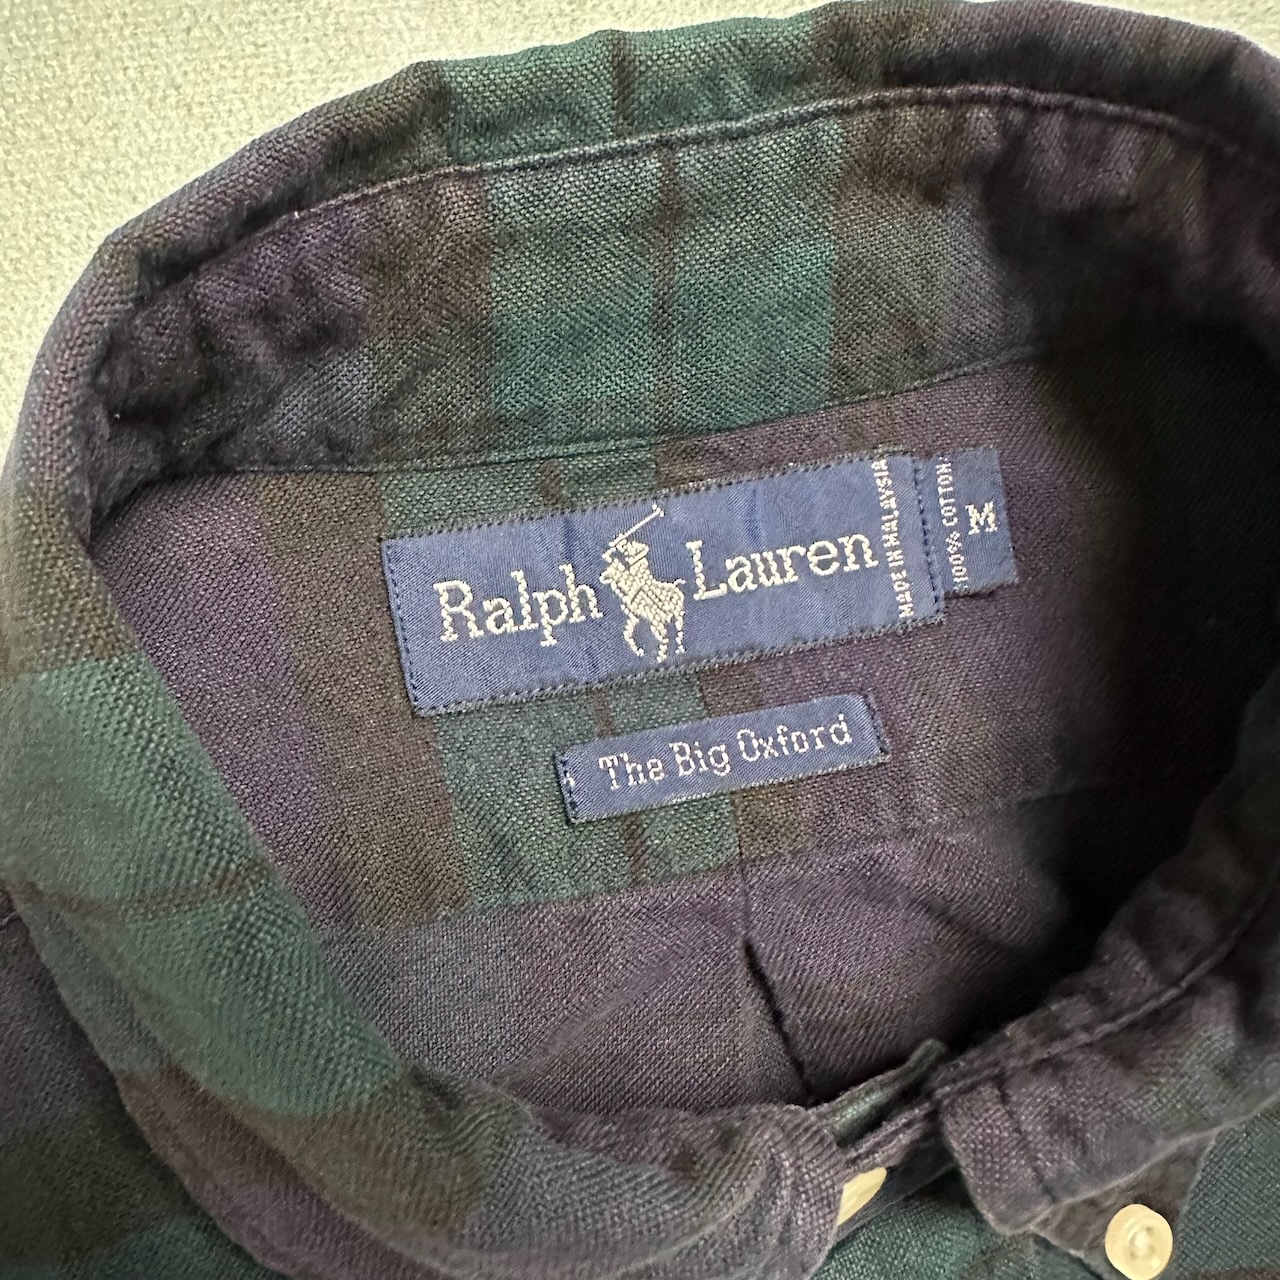 Ralph Lauren
MADE IN MALAYSIA
100% COTTON
M
The Big Oxford